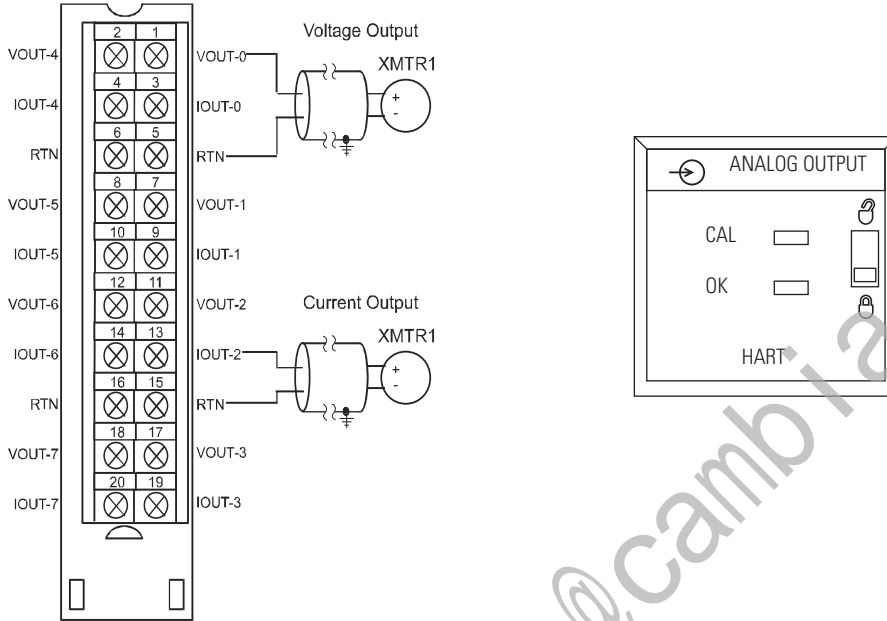 Voltage Output
XMTR1
+
-
2 1
VOUT-4 VOUT-0
4 3
IOUT-4 IOUT-0
6 5
RTN RTN
8 7
VOUT-5 VOUT-1
10 9
IOUT-5 IOUT-1
12 11
VOUT-6 VOUT-2
14 13
IOUT-6 IOUT-2
16 15
RTN RTN
18 17
VOUT-7 VOUT-3
20 19
IOUT-7 IOUT-3
Current Output
XMTR1
+
-
ANALOG OUTPUT
CAL
OK
HART